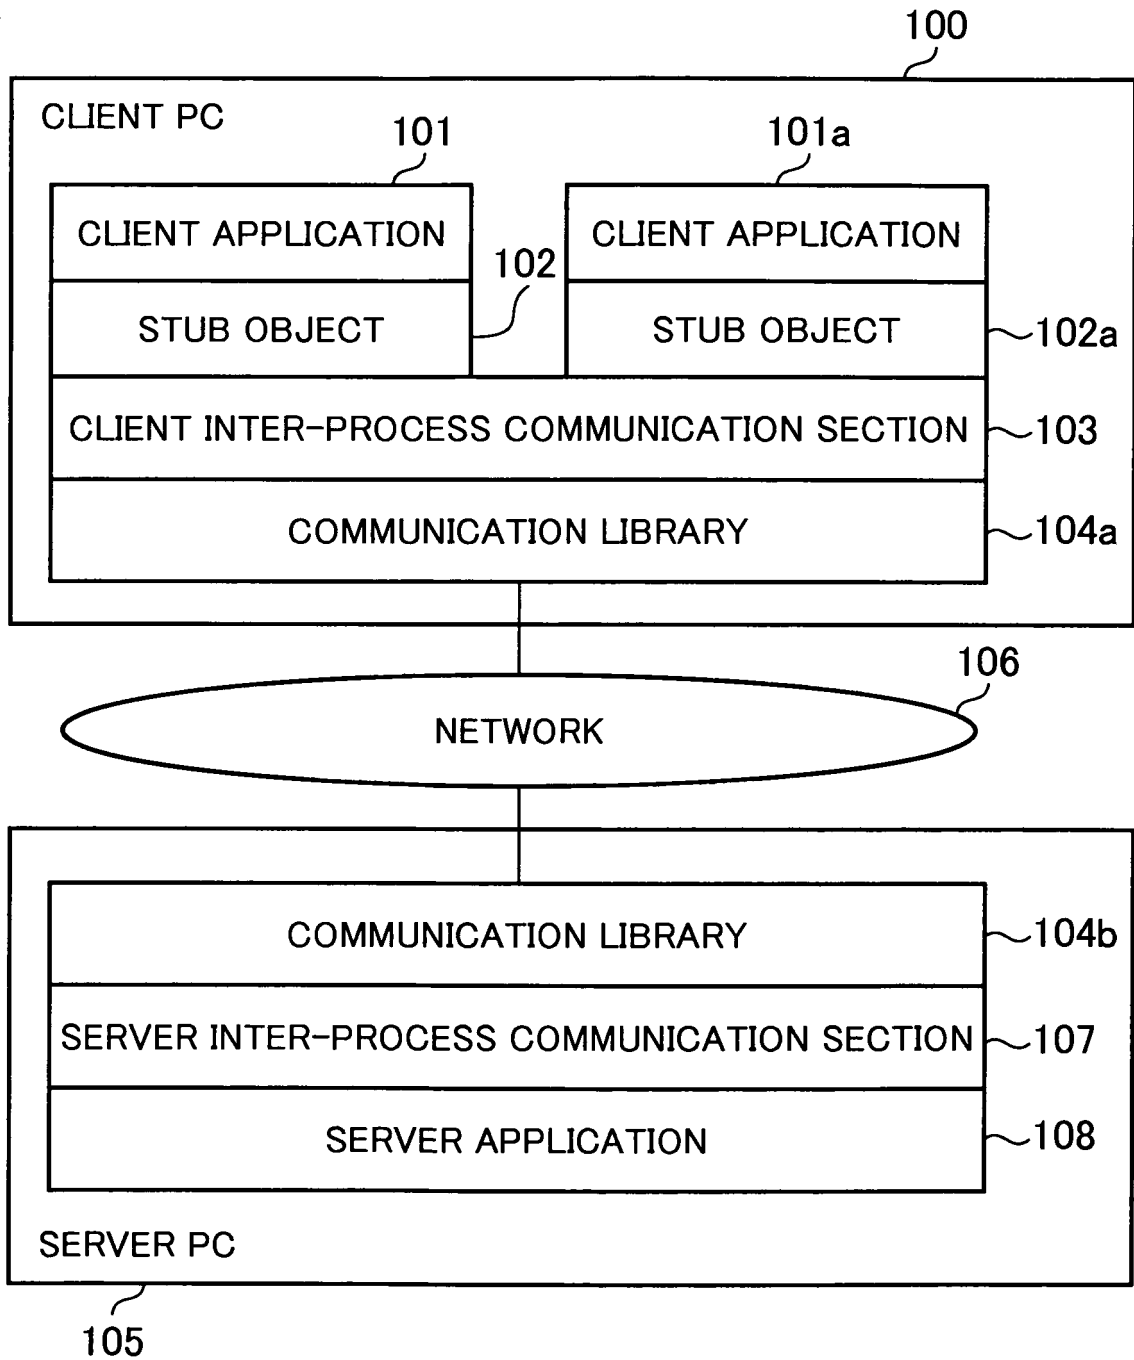 100
CLIENT PC
101
101a
CLIENT APPLICATION
CLIENT APPLICATION
102
STUB OBJECT
STUB OBJECT
102a
CLIENT INTER-PROCESS COMMUNICATION SECTION
103
COMMUNICATION LIBRARY
104a
106
NETWORK
COMMUNICATION LIBRARY
104b
SERVER INTER-PROCESS COMMUNICATION SECTION
107
SERVER APPLICATION
108
SERVER PC
105